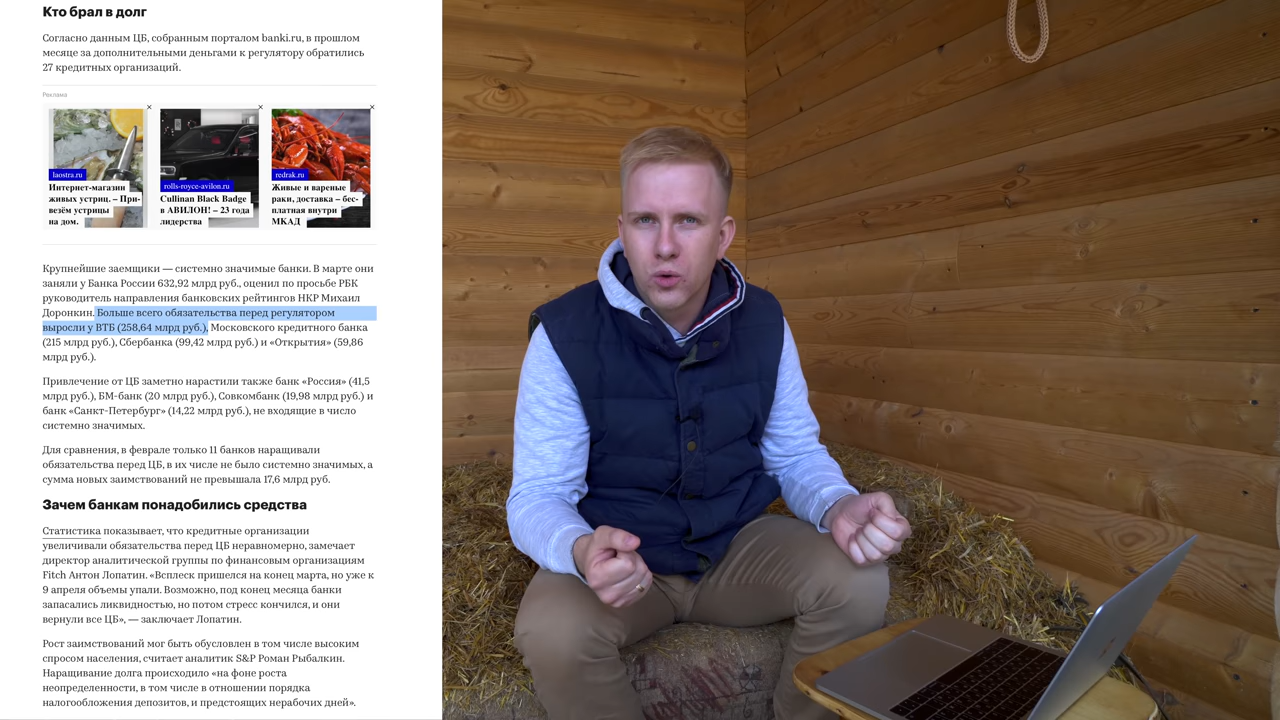 Кто брал в долг
Согласно данным ЦБ, собранным порталом banki.ru, в прошлом
месяце за дополнительными деньгами к регулятору обратились
27 кредитных организаций.
Реклама
laostra.ru
Интернет-магазин
живых устриц. – При-
везём устрицы
на дом.
rolls-royce-avilon.ru
Cullinan Black Badge
в АВИЛОН! – 23 года
лидерства
redrak.ru
Живые и вареные
раки, доставка – бес-
платная внутри
МКАД
Крупнейшие заемщики — системно значимые банки. В марте они
заняли у Банка России 632,92 млрд руб., оценил по просьбе РБК
руководитель направления банковских рейтингов НКР Михаил
Доронкин. Больше всего обязательства перед регулятором
выросли у ВТБ (258,64 млрд руб.), Московского кредитного банка
(215 млрд руб.), Сбербанка (99,42 млрд руб.) и «Открытия» (59,86
млрд руб.).
Привлечение от ЦБ заметно нарастили также банк «Россия» (41,5
млрд руб.), БМ-банк (20 млрд руб.), Совкомбанк (19,98 млрд руб.) и
банк «Санкт-Петербург» (14,22 млрд руб.), не входящие в число
системно значимых.
Для сравнения, в феврале только 11 банков наращивали
обязательства перед ЦБ, в их числе не было системно значимых, а
сумма новых заимствований не превышала 17,6 млрд руб.
Зачем банкам понадобились средства
Статистика показывает, что кредитные организации
увеличивали обязательства перед ЦБ неравномерно, замечает
директор аналитической группы по финансовым организациям
Fitch Антон Лопатин. «Всплеск пришелся на конец марта, но уже к
9 апреля объемы упали. Возможно, под конец месяца банки
запасались ликвидностью, но потом стресс кончился, и они
вернули все ЦБ», — заключает Лопатин.
Рост заимствований мог быть обусловлен в том числе высоким
спросом населения, считает аналитик S&P Роман Рыбалкин.
Наращивание долга происходило «на фоне роста
неопределенности, в том числе в отношении порядка
налогообложения депозитов, и предстоящих нерабочих дней».